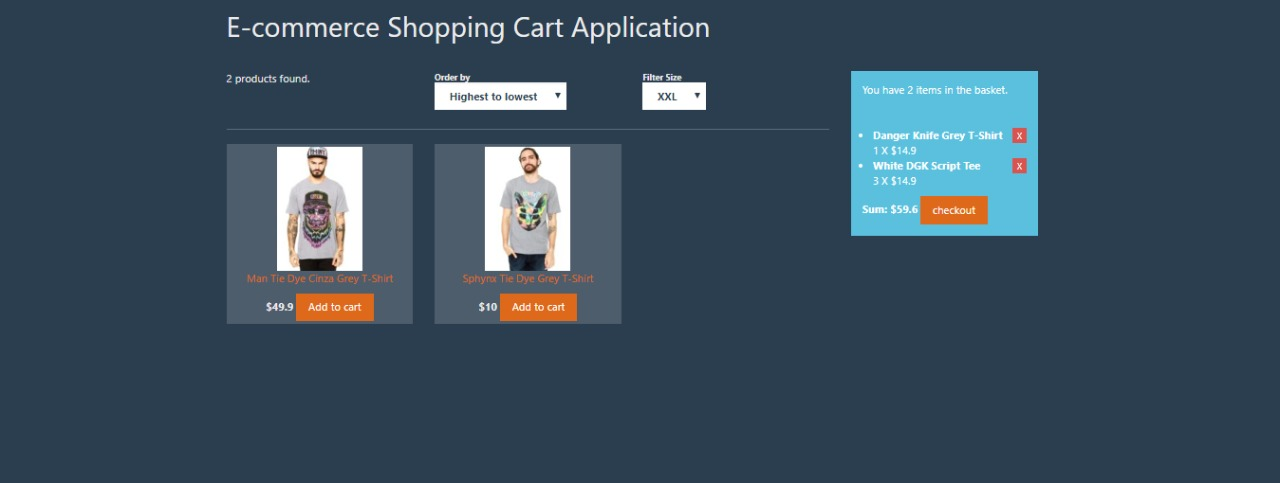 E-commerce Shopping Cart Application
2 products found.
Order by
Highest to lowest
Filter Size
XXL
Man Tie Dye Cinza Grey T-Shirt
$49.9 Add to cart
Sphynx Tie Dye Grey T-Shirt
$10 Add to cart
You have 2 items in the basket.
Danger Knife Grey T-Shirt X
1 X $14.9
White DGK Script Tee X
3 X $14.9
Sum: $59.6 checkout